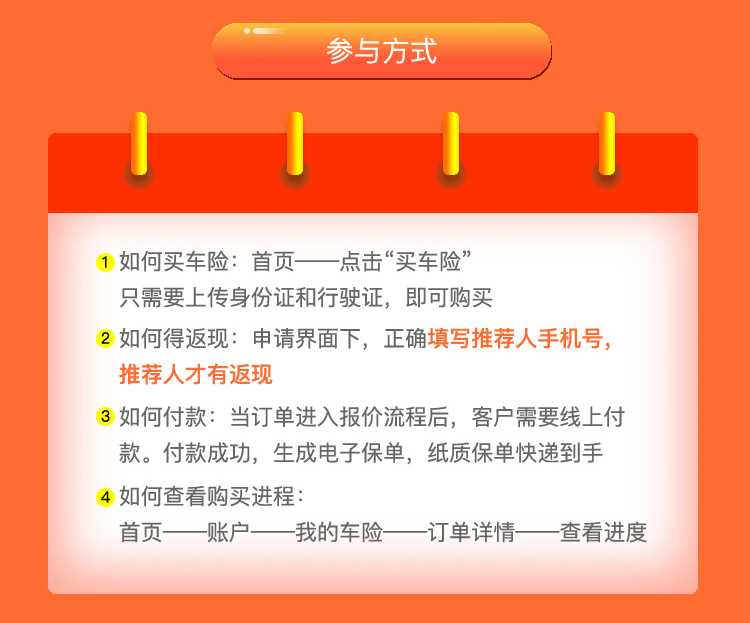 参与方式
1 如何买车险：首页——点击“买车险”
只需要上传身份证和行驶证，即可购买
2 如何得返现：申请界面下，正确填写推荐人手机号，
推荐人才有返现
3 如何付款：当订单进入报价流程后，客户需要线上付
款。付款成功，生成电子保单，纸质保单快递到手
4 如何查看购买进程：
首页——账户——我的车险——订单详情——查看进度